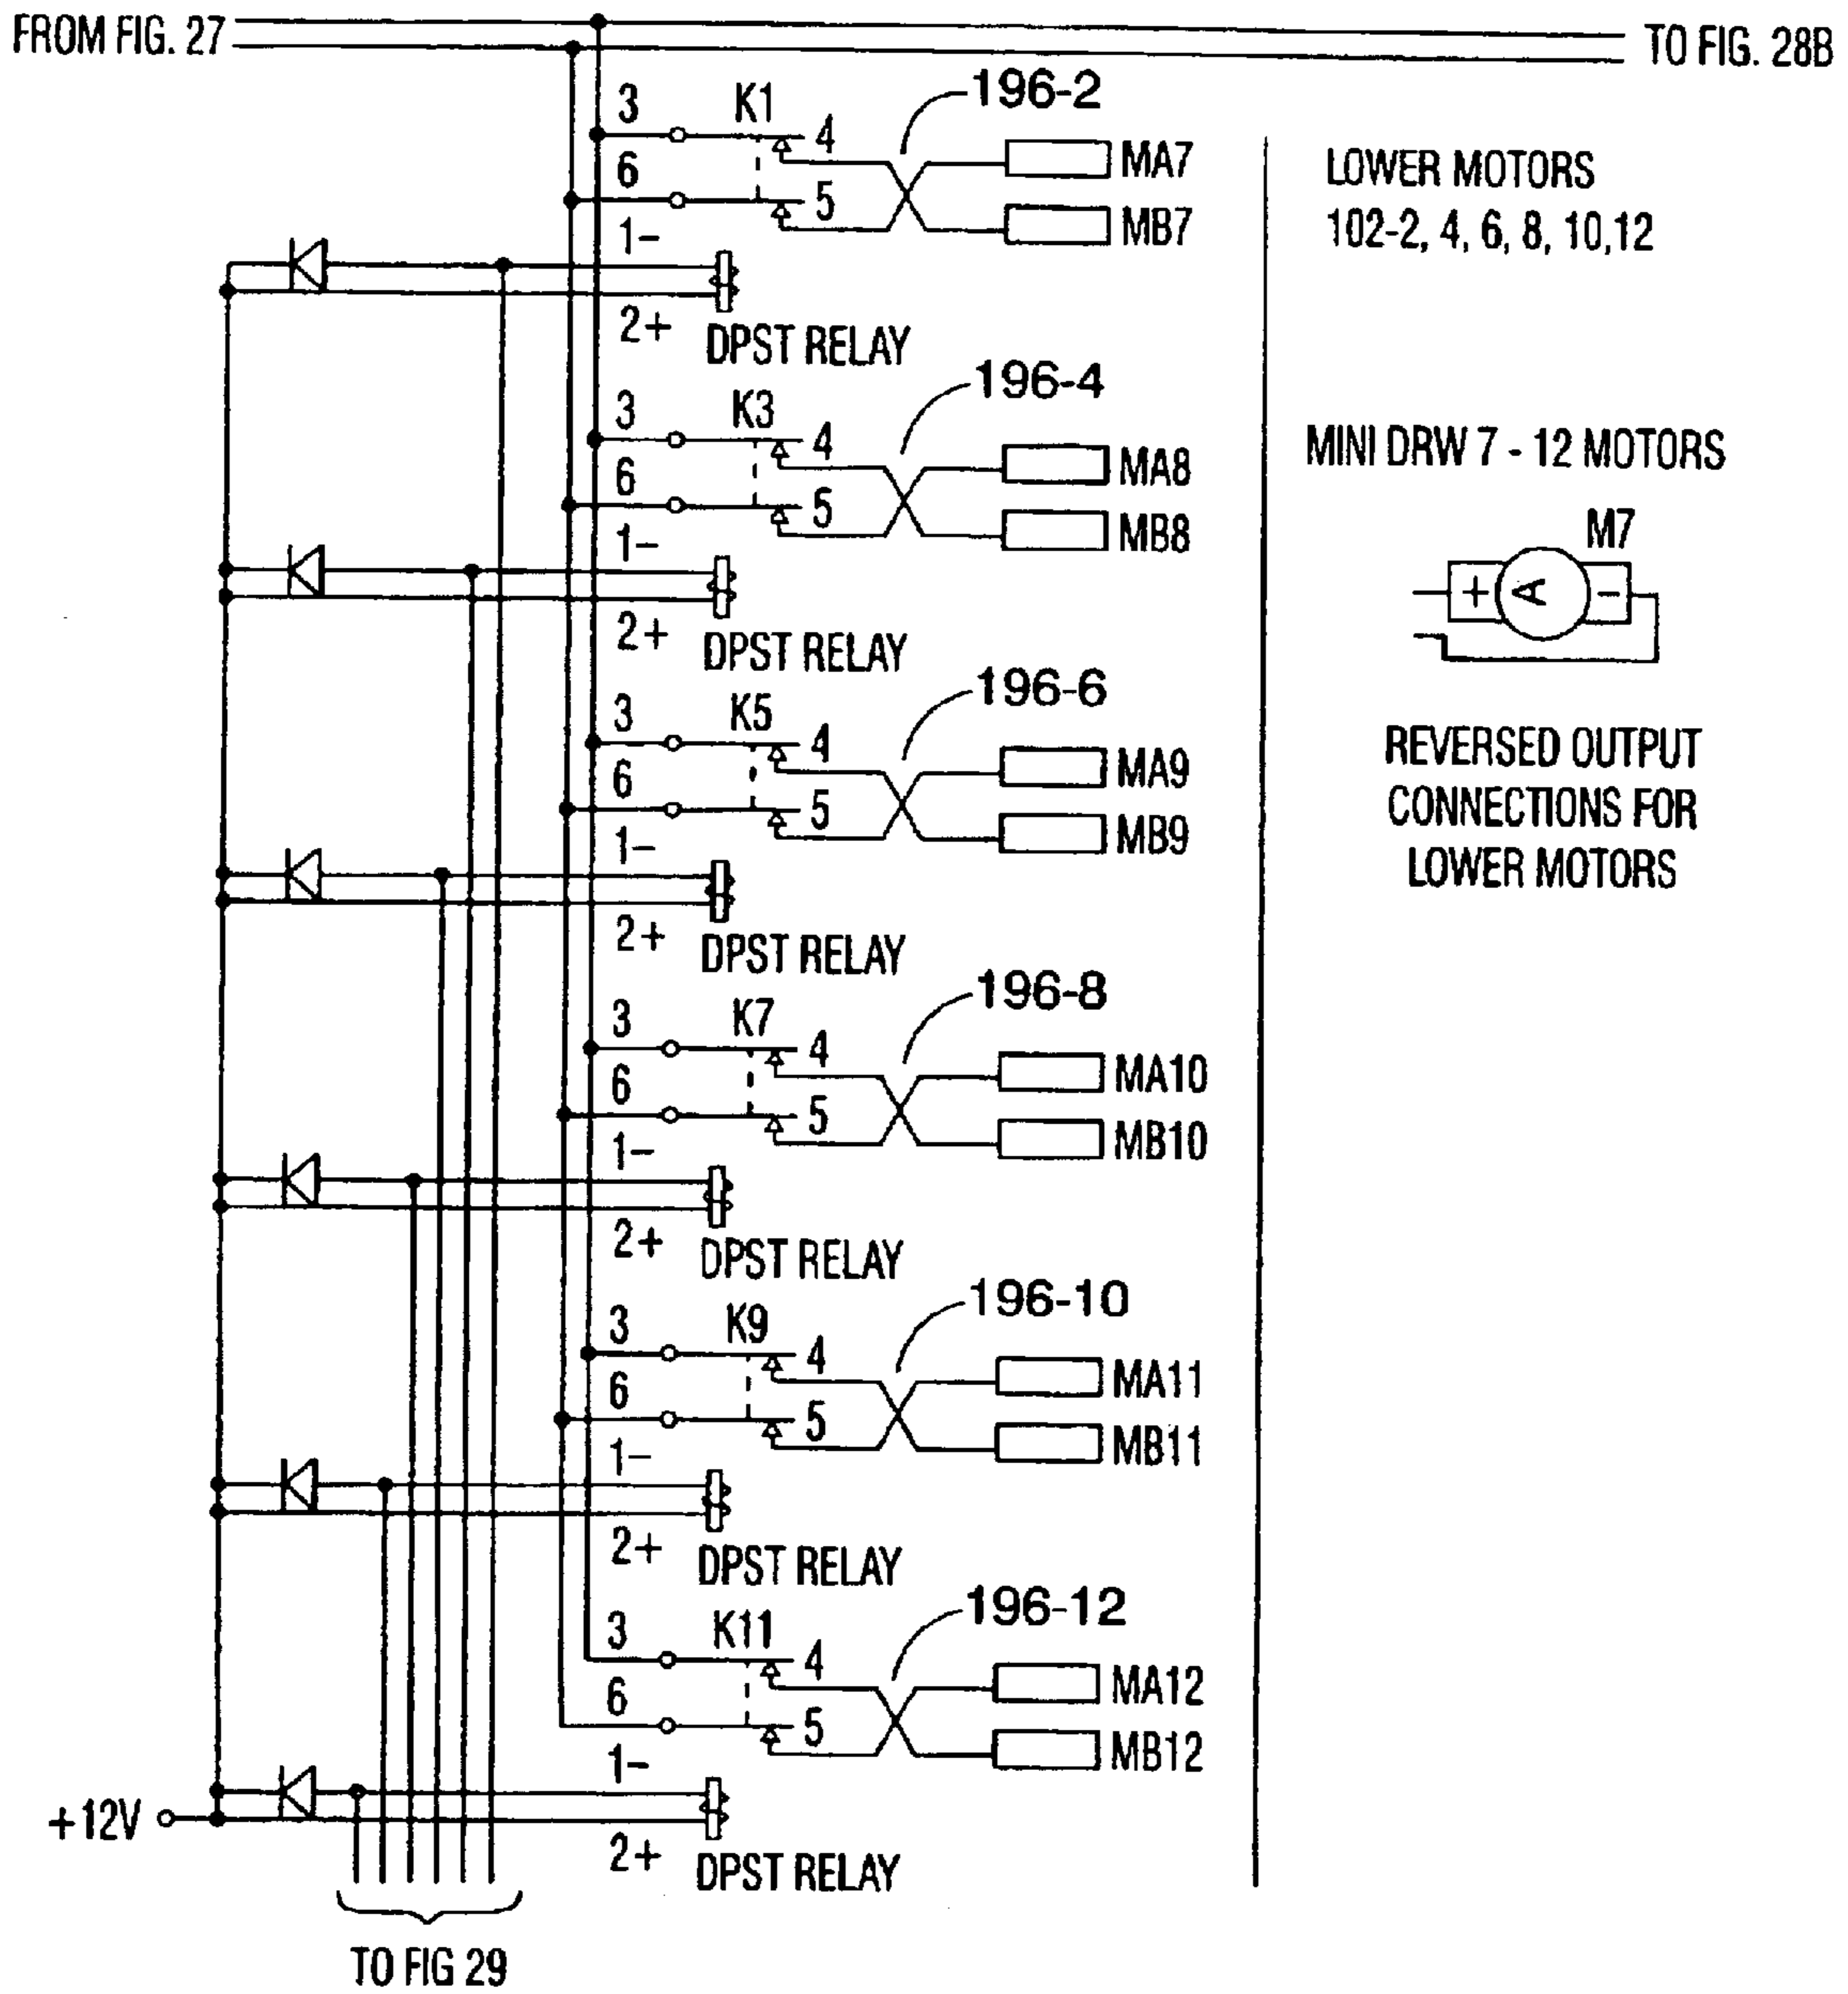 FROM FIG. 27
TO FIG. 28B
3 K1 4
196-2
6 5
MA7
MB7
1-
2+
DPST RELAY
3 K3 4
196-4
6 5
MA8
MB8
1-
2+
DPST RELAY
3 K5 4
196-6
6 5
MA9
MB9
1-
2+
DPST RELAY
3 K7 4
196-8
6 5
MA10
MB10
1-
2+
DPST RELAY
3 K9 4
196-10
6 5
MA11
MB11
1-
2+
DPST RELAY
3 K11 4
196-12
6 5
MA12
MB12
1-
+12V
2+
DPST RELAY
TO FIG 29
LOWER MOTORS
102-2, 4, 6, 8, 10,12
MINI DRW 7 - 12 MOTORS
M7
+ A -
REVERSED OUTPUT
CONNECTIONS FOR
LOWER MOTORS